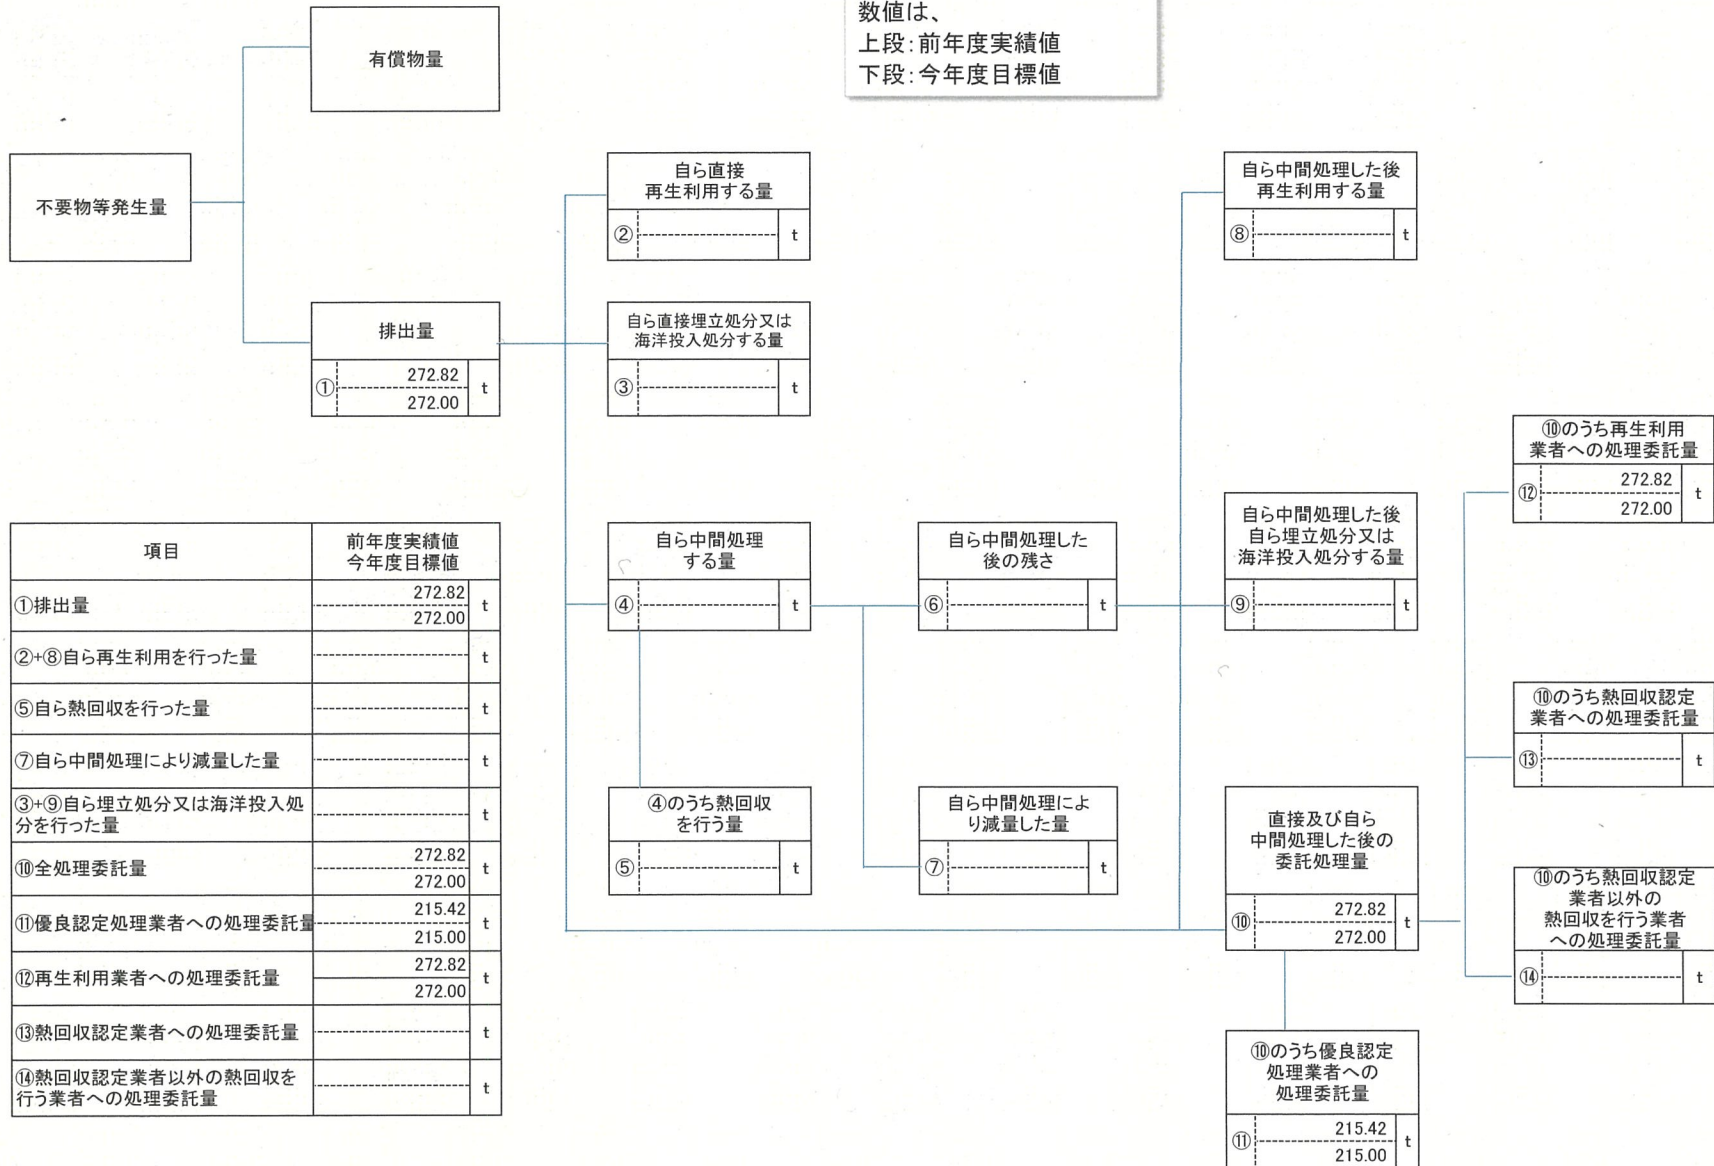 数値は、
上段：前年度実績値
下段：今年度目標値
有償物量
不要物等発生量
排出量
①
272.82
272.00
t
自ら直接
再生利用する量
②
t
自ら直接埋立処分又は
海洋投入処分する量
③
t
自ら中間処理した後
再生利用する量
⑧
t
自ら中間処理
する量
④
t
自ら中間処理した
後の残さ
⑥
t
自ら中間処理した後
自ら埋立処分又は
海洋投入処分する量
⑨
t
④のうち熱回収
を行う量
⑤
t
自ら中間処理によ
り減量した量
⑦
t
直接及び自ら
中間処理した後の
委託処理量
⑩
272.82
272.00
t
⑩のうち優良認定
処理業者への
処理委託量
⑪
215.42
215.00
t
⑩のうち再生利用
業者への処理委託量
⑫
272.82
272.00
t
⑩のうち熱回収認定
業者への処理委託量
⑬
t
⑩のうち熱回収認定
業者以外の
熱回収を行う業者
への処理委託量
⑭
t
項目
前年度実績値
今年度目標値
①排出量
272.82
272.00
t
②+⑧自ら再生利用を行った量
t
⑤自ら熱回収を行った量
t
⑦自ら中間処理により減量した量
t
③+⑨自ら埋立処分又は海洋投入処
分を行った量
t
⑩全処理委託量
272.82
272.00
t
⑪優良認定処理業者への処理委託量
215.42
215.00
t
⑫再生利用業者への処理委託量
272.82
272.00
t
⑬熱回収認定業者への処理委託量
t
⑭熱回収認定業者以外の熱回収を
行う業者への処理委託量
t